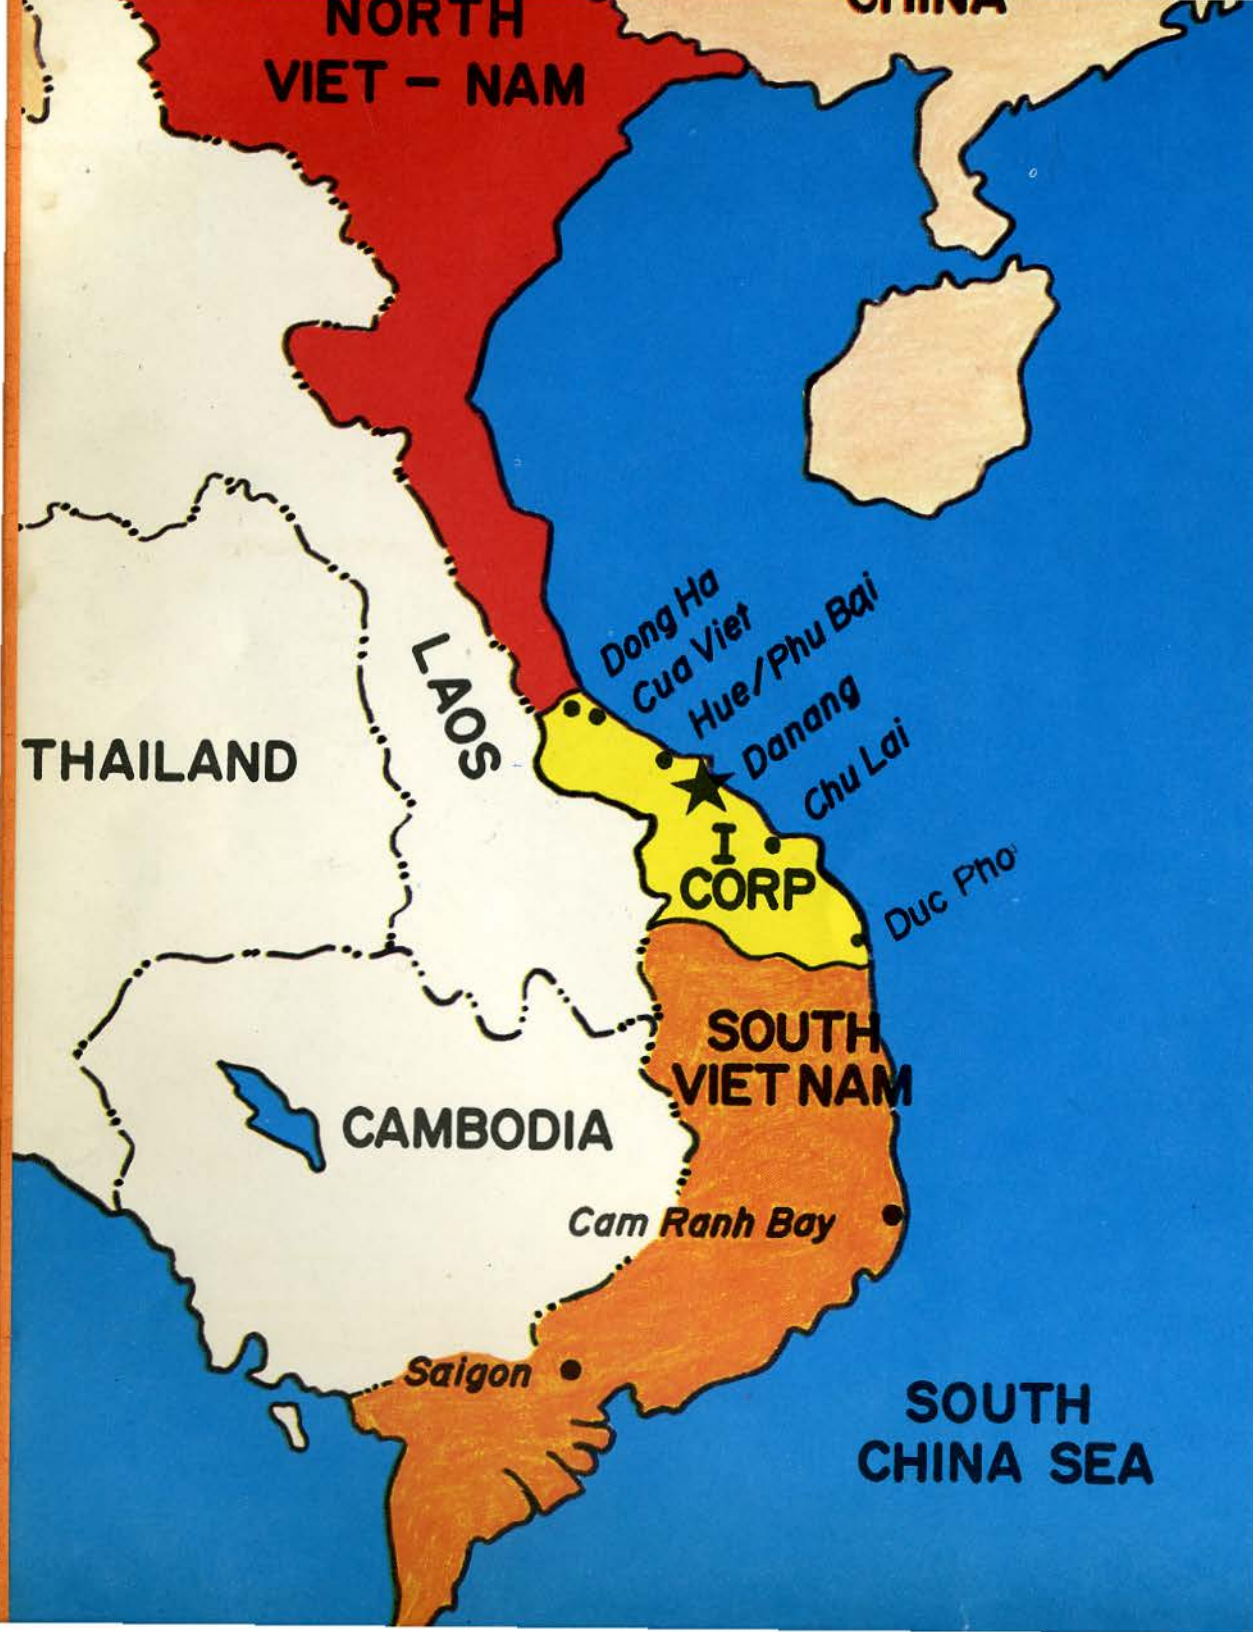 NORTH
VIET - NAM
CHINA
Dong Ha
Cua Viet
Hue/Phu Bai
Danang
Chu Lai
LAOS
THAILAND
I
CORP
Duc Pho
SOUTH
VIET NAM
CAMBODIA
Cam Ranh Bay
Saigon
SOUTH
CHINA SEA